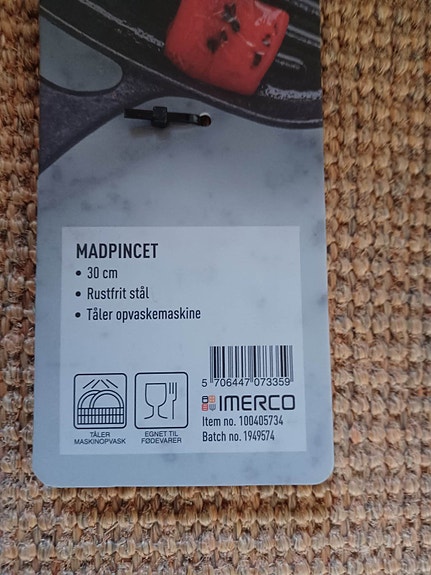 MADPINCET
• 30 cm
• Rustfrit stål
• Tåler opvaskemaskine
TÅLER
MASKINOPVASK
EGNET TIL
FØDEVARER
5 706447 073359
IMERCO
Item no. 100405734
Batch no. 1949574